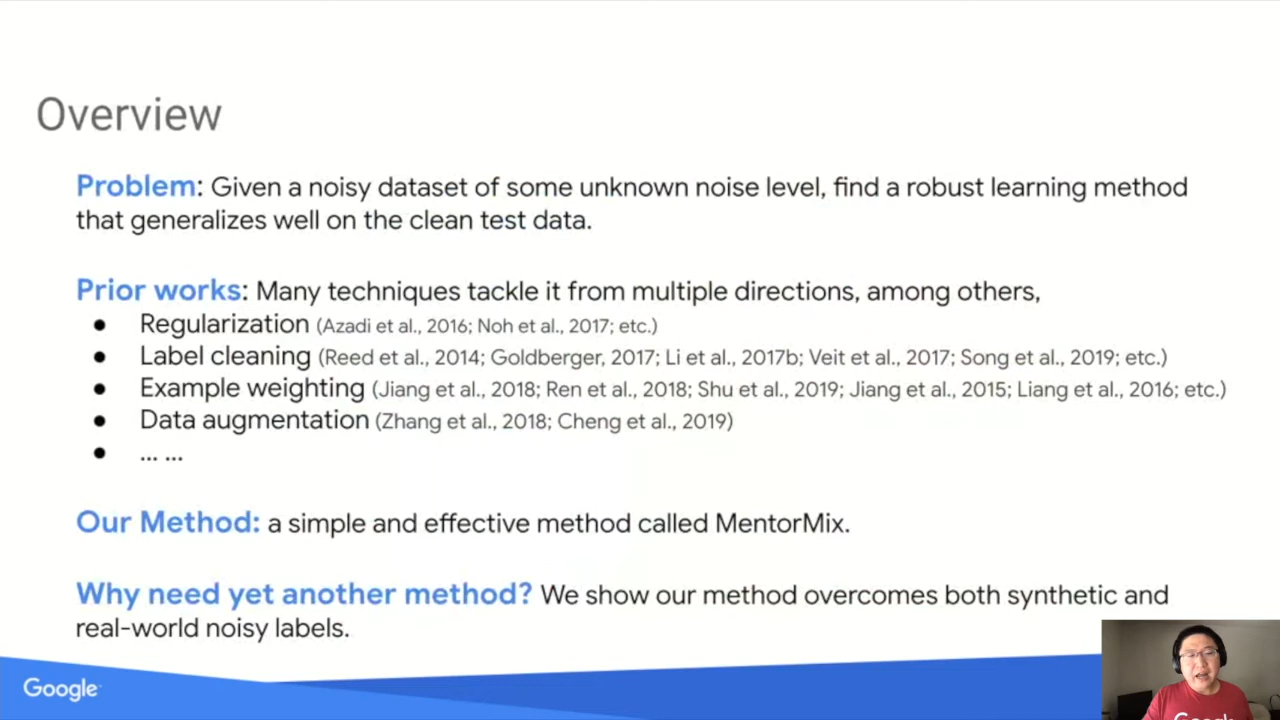 Overview
Problem: Given a noisy dataset of some unknown noise level, find a robust learning method
that generalizes well on the clean test data.
Prior works: Many techniques tackle it from multiple directions, among others,
● Regularization (Azadi et al., 2016; Noh et al., 2017; etc.)
● Label cleaning (Reed et al., 2014; Goldberger, 2017; Li et al., 2017b; Veit et al., 2017; Song et al., 2019; etc.)
● Example weighting (Jiang et al., 2018; Ren et al., 2018; Shu et al., 2019; Jiang et al., 2015; Liang et al., 2016; etc.)
● Data augmentation (Zhang et al., 2018; Cheng et al., 2019)
● ... ...
Our Method: a simple and effective method called MentorMix.
Why need yet another method? We show our method overcomes both synthetic and
real-world noisy labels.
Google